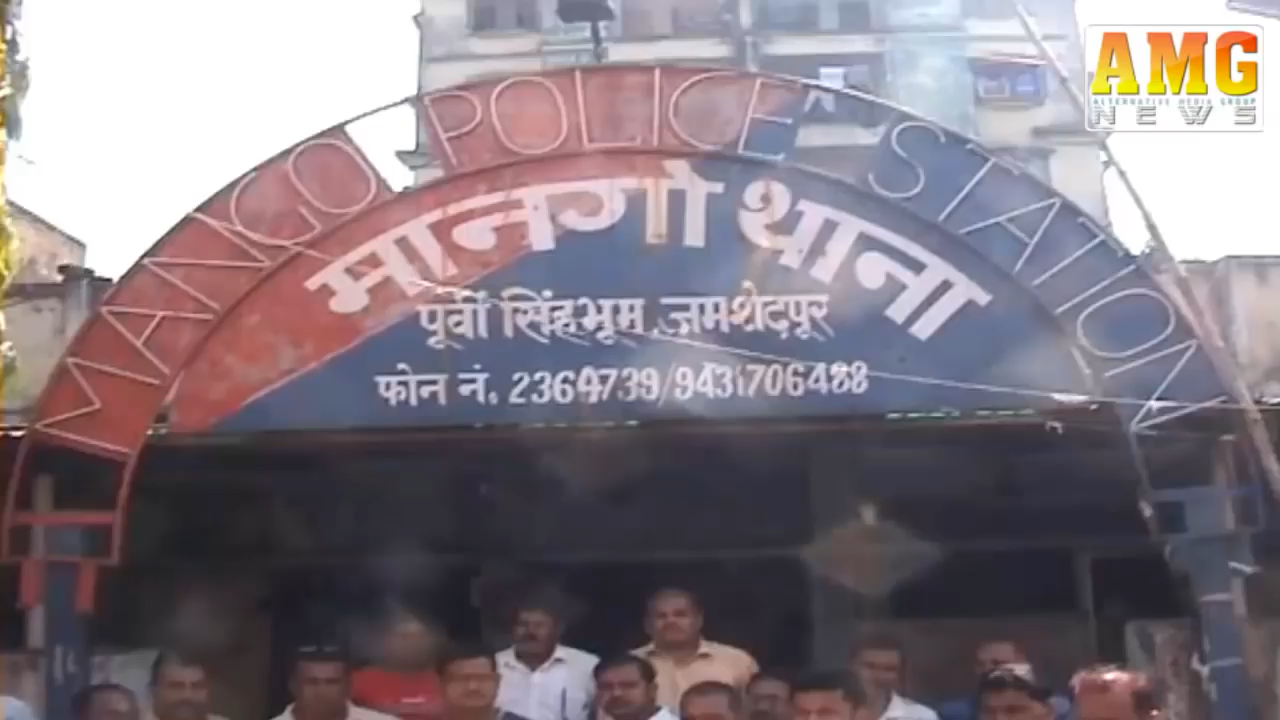 AMG
ALTERNATIVE MEDIA GROUP
NEWS
MANGO POLICE STATION
मानगो थाना
पूर्वी सिंहभूम, जमशेदपुर
फोन नं. 2364739/9431706488